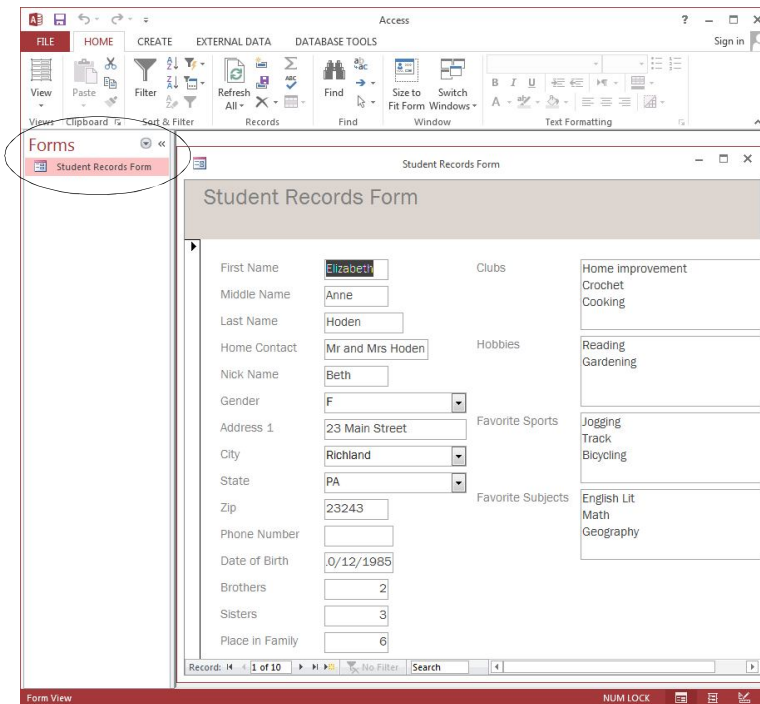 Access
? Sign in
FILE HOME CREATE EXTERNAL DATA DATABASE TOOLS
View Paste Filter Refresh All ABC Find Size to Fit Form Switch Windows B I U A
Views Clipboard Sort & Filter Records Find Window Text Formatting
Forms
Student Records Form
Student Records Form
Student Records Form
First Name Elizabeth
Middle Name Anne
Last Name Hoden
Home Contact Mr and Mrs Hoden
Nick Name Beth
Gender F
Address 1 23 Main Street
City Richland
State PA
Zip 23243
Phone Number
Date of Birth .0/12/1985
Brothers 2
Sisters 3
Place in Family 6
Clubs Home improvement
Crochet
Cooking
Hobbies Reading
Gardening
Favorite Sports Jogging
Track
Bicycling
Favorite Subjects English Lit
Math
Geography
Record: 1 of 10 No Filter Search
Form View NUM LOCK